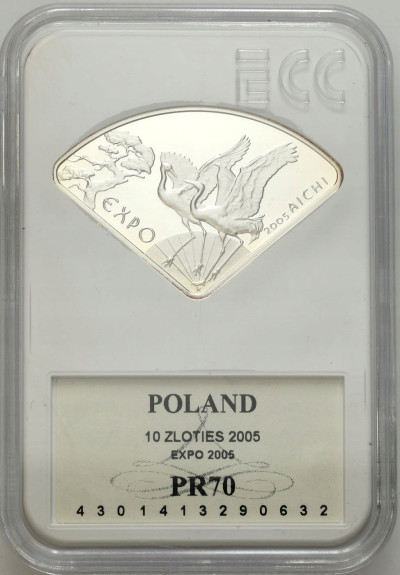 ECC
EXPO
2005 AICHI
POLAND
10 ZLOTIES 2005
EXPO 2005
PR70
4301413290632